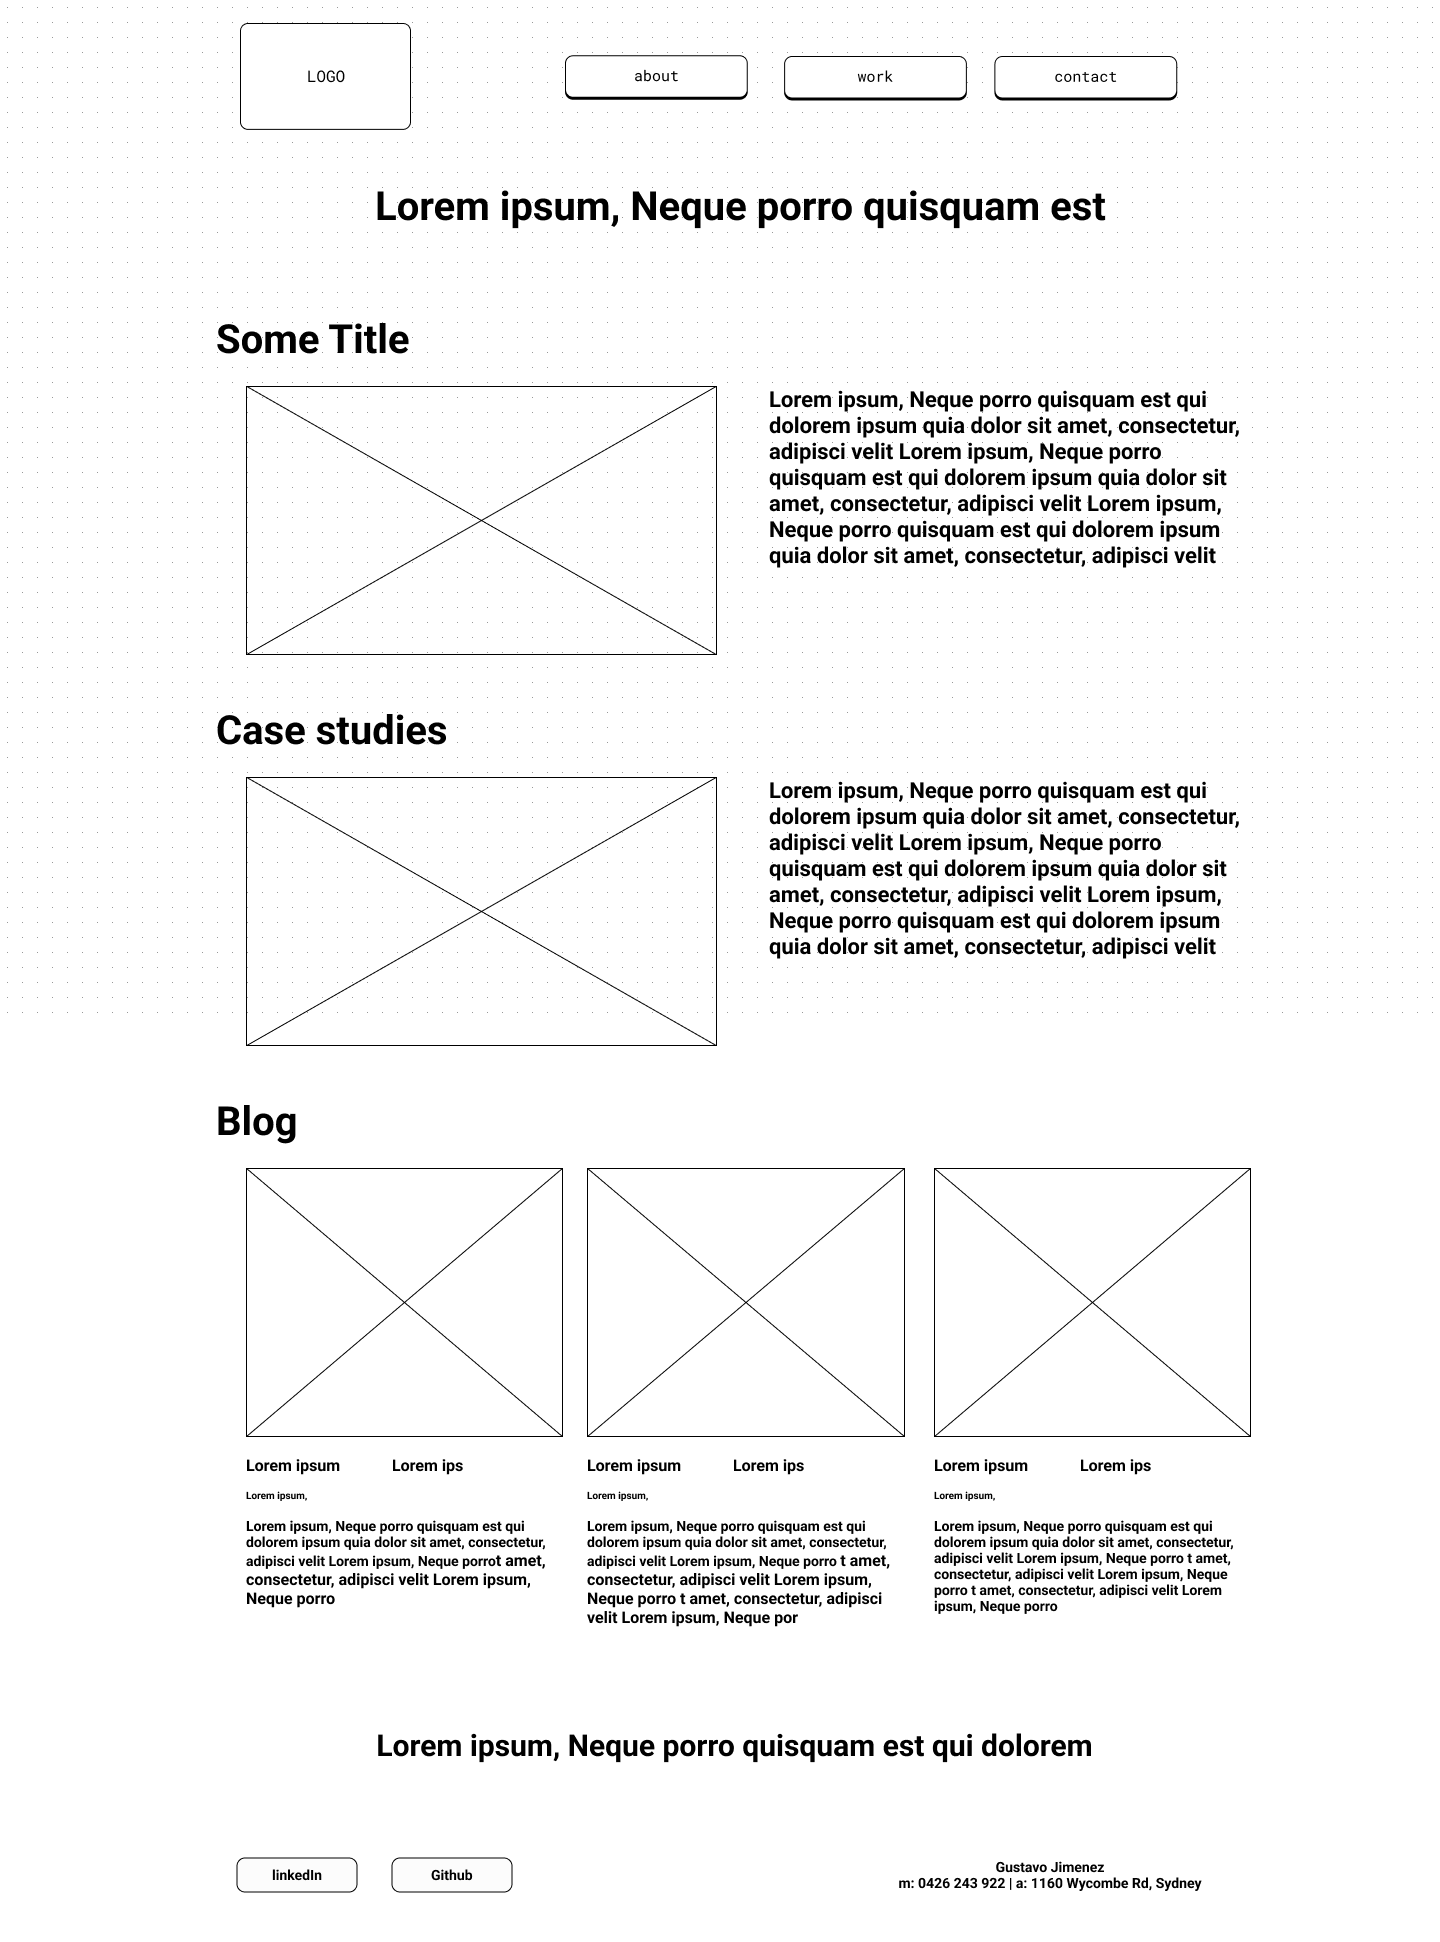 LOGO
about
work
contact
Lorem ipsum, Neque porro quisquam est
Some Title
Lorem ipsum, Neque porro quisquam est qui
dolorem ipsum quia dolor sit amet, consectetur,
adipisci velit Lorem ipsum, Neque porro
quisquam est qui dolorem ipsum quia dolor sit
amet, consectetur, adipisci velit Lorem ipsum,
Neque porro quisquam est qui dolorem ipsum
quia dolor sit amet, consectetur, adipisci velit
Case studies
Lorem ipsum, Neque porro quisquam est qui
dolorem ipsum quia dolor sit amet, consectetur,
adipisci velit Lorem ipsum, Neque porro
quisquam est qui dolorem ipsum quia dolor sit
amet, consectetur, adipisci velit Lorem ipsum,
Neque porro quisquam est qui dolorem ipsum
quia dolor sit amet, consectetur, adipisci velit
Blog
Lorem ipsum Lorem ips
Lorem ipsum,
Lorem ipsum, Neque porro quisquam est qui
dolorem ipsum quia dolor sit amet, consectetur,
adipisci velit Lorem ipsum, Neque porrot amet,
consectetur, adipisci velit Lorem ipsum,
Neque porro
Lorem ipsum Lorem ips
Lorem ipsum,
Lorem ipsum, Neque porro quisquam est qui
dolorem ipsum quia dolor sit amet, consectetur,
adipisci velit Lorem ipsum, Neque porro t amet,
consectetur, adipisci velit Lorem ipsum,
Neque porro t amet, consectetur, adipisci
velit Lorem ipsum, Neque por
Lorem ipsum Lorem ips
Lorem ipsum,
Lorem ipsum, Neque porro quisquam est qui
dolorem ipsum quia dolor sit amet, consectetur,
adipisci velit Lorem ipsum, Neque porro t amet,
consectetur, adipisci velit Lorem ipsum, Neque
porro t amet, consectetur, adipisci velit Lorem
ipsum, Neque porro
Lorem ipsum, Neque porro quisquam est qui dolorem
linkedIn
Github
Gustavo Jimenez
m: 0426 243 922 | a: 1160 Wycombe Rd, Sydney